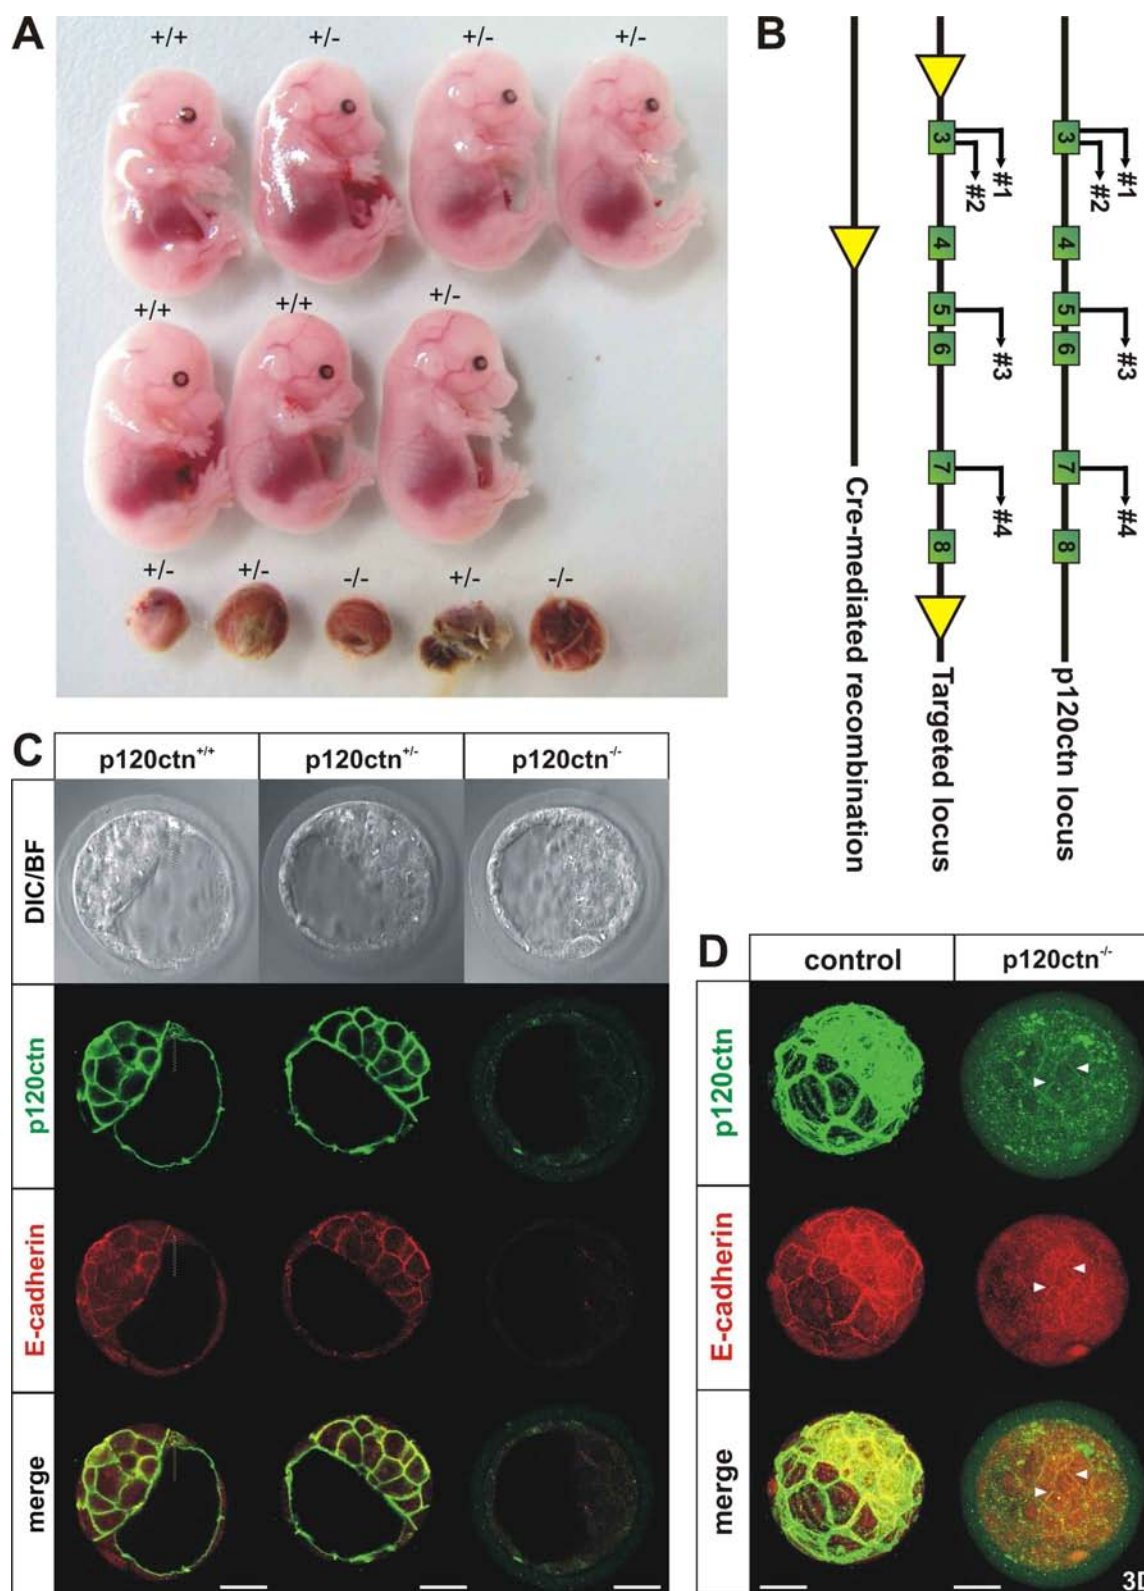 A
+/+ +/- +/- +/-
+/+ +/+ +/-
+/- +/- -/- +/- -/-
B
3 #1
#2
4
5 #3
6
7 #4
8
p120ctn locus
3 #1
#2
4
5 #3
6
7 #4
8
Targeted locus
Cre-mediated recombination
C
p120ctn+/+ p120ctn+/- p120ctn-/-
DIC/BF
p120ctn
E-cadherin
merge
D
control p120ctn-/-
p120ctn
E-cadherin
merge